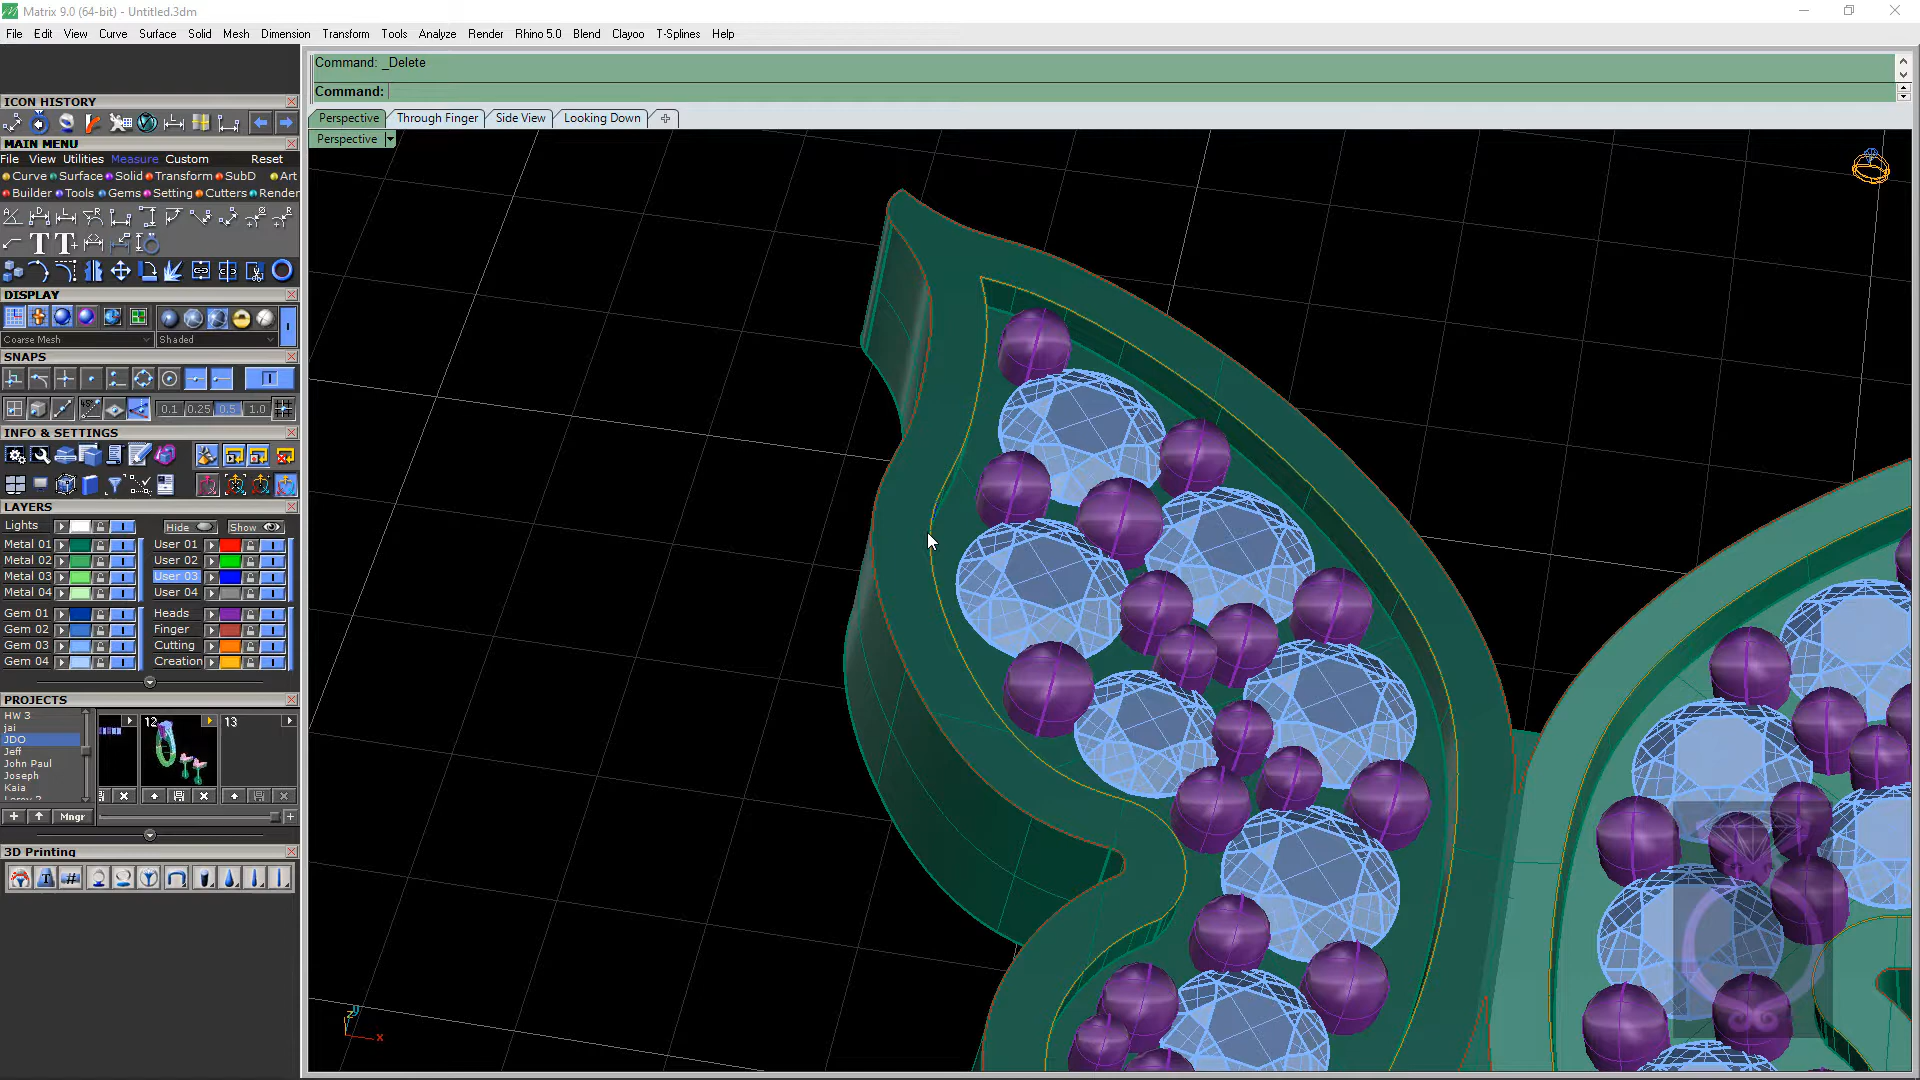 Matrix 9.0 (64-bit) - Untitled.3dm
File Edit View Curve Surface Solid Mesh Dimension Transform Tools Analyze Render Rhino 5.0 Blend Clayoo T-Splines Help
Command: _Delete
Command:
Perspective Through Finger Side View Looking Down
Perspective
ICON HISTORY
MAIN MENU
File View Utilities Measure Custom Reset
Curve Surface Solid Transform SubD Art
Builder Tools Gems Setting Cutters Render
DISPLAY
Coarse Mesh Shaded
SNAPS
0.1 0.25 0.5 1.0
INFO & SETTINGS
LAYERS
Lights Hide Show
Metal 01 User 01
Metal 02 User 02
Metal 03 User 03
Metal 04 User 04
Gem 01 Heads
Gem 02 Finger
Gem 03 Cutting
Gem 04 Creation
PROJECTS
HW 3
jai
JDO
Jeff
John Paul
Joseph
Kaia
12 13
Mngr
3D Printing
z y x